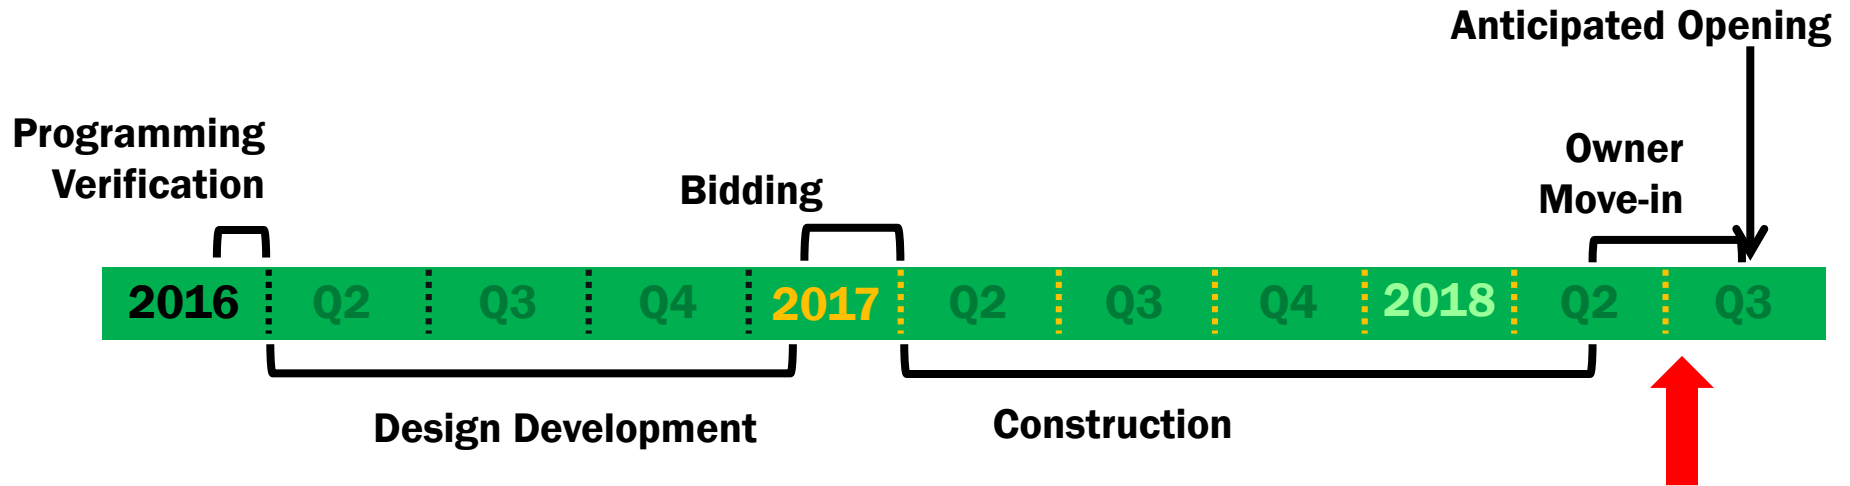 Anticipated Opening
Programming
Verification
Bidding
Owner
Move-in
2016 Q2 Q3 Q4 2017 Q2 Q3 Q4 2018 Q2 Q3
Design Development
Construction